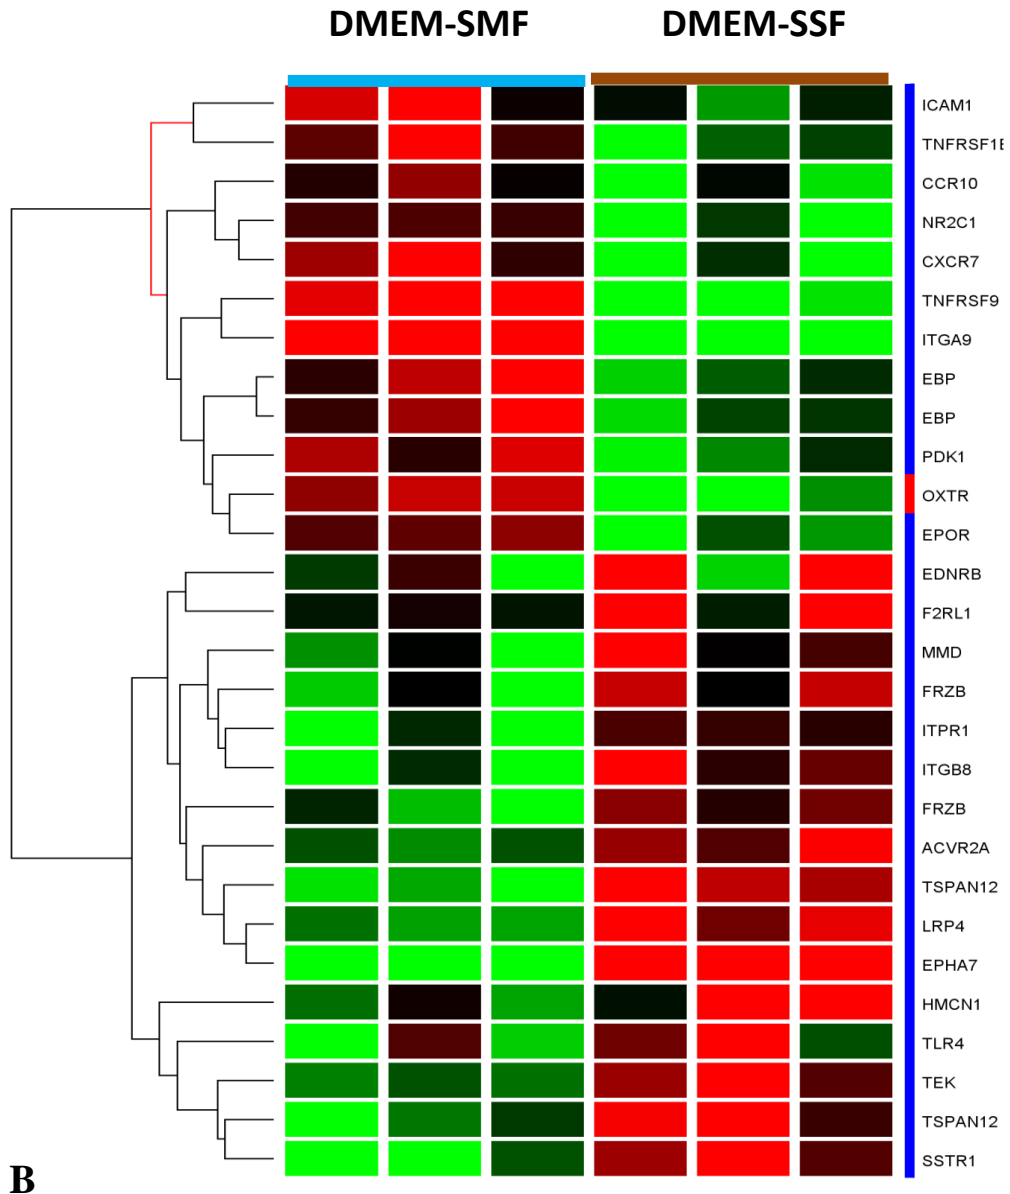 DMEM-SMF DMEM-SSF
ICAM1
TNFRSF1
CCR10
NR2C1
CXCR7
TNFRSF9
ITGA9
EBP
EBP
PDK1
OXTR
EPOR
EDNRB
F2RL1
MMD
FRZB
ITPR1
ITGB8
FRZB
ACVR2A
TSPAN12
LRP4
EPHA7
HMCN1
TLR4
TEK
TSPAN12
SSTR1
B